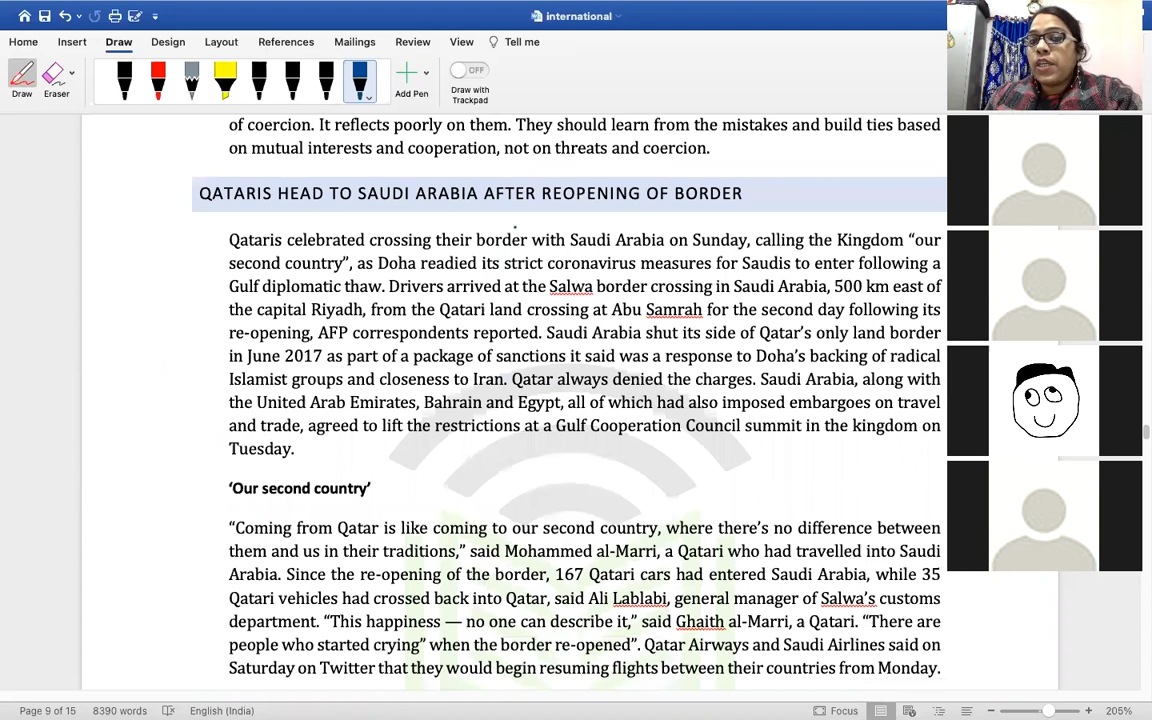 international
Home Insert Draw Design Layout References Mailings Review View Tell me
OFF
Draw Eraser Add Pen Draw with
Trackpad
of coercion. It reflects poorly on them. They should learn from the mistakes and build ties based
on mutual interests and cooperation, not on threats and coercion.
QATARIS HEAD TO SAUDI ARABIA AFTER REOPENING OF BORDER
Qataris celebrated crossing their border with Saudi Arabia on Sunday, calling the Kingdom “our
second country”, as Doha readied its strict coronavirus measures for Saudis to enter following a
Gulf diplomatic thaw. Drivers arrived at the Salwa border crossing in Saudi Arabia, 500 km east of
the capital Riyadh, from the Qatari land crossing at Abu Samrah for the second day following its
re-opening, AFP correspondents reported. Saudi Arabia shut its side of Qatar’s only land border
in June 2017 as part of a package of sanctions it said was a response to Doha’s backing of radical
Islamist groups and closeness to Iran. Qatar always denied the charges. Saudi Arabia, along with
the United Arab Emirates, Bahrain and Egypt, all of which had also imposed embargoes on travel
and trade, agreed to lift the restrictions at a Gulf Cooperation Council summit in the kingdom on
Tuesday.
‘Our second country’
“Coming from Qatar is like coming to our second country, where there’s no difference between
them and us in their traditions,” said Mohammed al-Marri, a Qatari who had travelled into Saudi
Arabia. Since the re-opening of the border, 167 Qatari cars had entered Saudi Arabia, while 35
Qatari vehicles had crossed back into Qatar, said Ali Lablabi, general manager of Salwa’s customs
department. “This happiness — no one can describe it,” said Ghaith al-Marri, a Qatari. “There are
people who started crying” when the border re-opened”. Qatar Airways and Saudi Airlines said on
Saturday on Twitter that they would begin resuming flights between their countries from Monday.
Page 9 of 15 8390 words English (India) Focus 205%